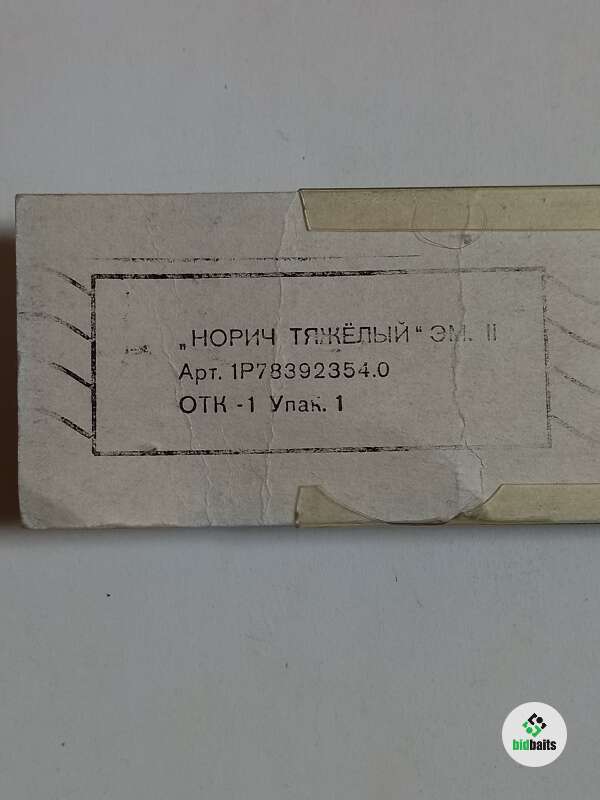 „НОРИЧ ТЯЖЁЛЫЙ“ ЭМ. II
Арт. 1Р78392354.0
ОТК -1 Упак. 1
bidbaits